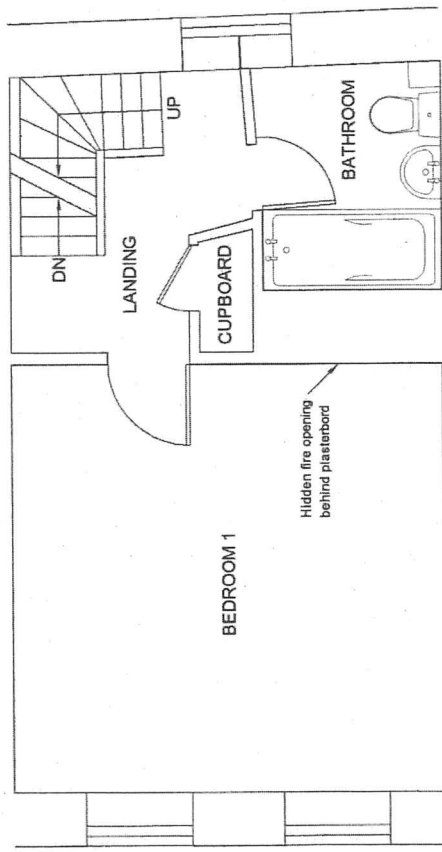 DN
UP
LANDING
CUPBOARD
BATHROOM
BEDROOM 1
Hidden fire opening
behind plasterbord